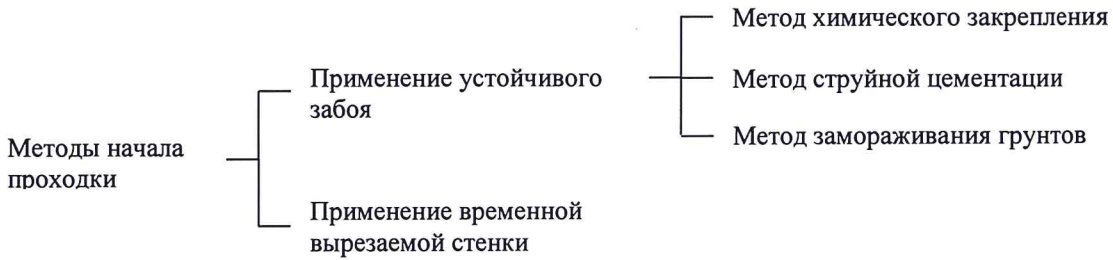 Методы начала
проходки
Применение устойчивого
забоя
Применение временной
вырезаемой стенки
Метод химического закрепления
Метод струйной цементации
Метод замораживания грунтов